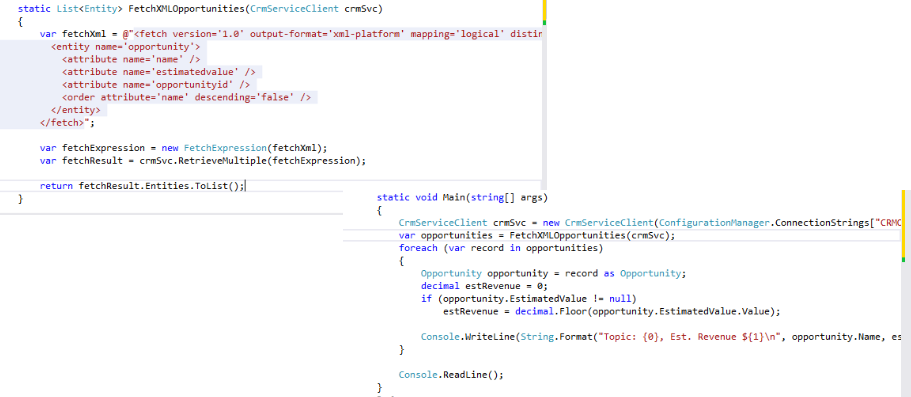 static List<Entity> FetchXMLOpportunities(CrmServiceClient crmSvc)
{
var fetchXml = @"<fetch version='1.0' output-format='xml-platform' mapping='logical' distin
<entity name='opportunity'>
<attribute name='name' />
<attribute name='estimatedvalue' />
<attribute name='opportunityid' />
<order attribute='name' descending='false' />
</entity>
</fetch>";
var fetchExpression = new FetchExpression(fetchXml);
var fetchResult = crmSvc.RetrieveMultiple(fetchExpression);
return fetchResult.Entities.ToList();
}
static void Main(string[] args)
{
CrmServiceClient crmSvc = new CrmServiceClient(ConfigurationManager.ConnectionStrings["CRMC
var opportunities = FetchXMLOpportunities(crmSvc);
foreach (var record in opportunities)
{
Opportunity opportunity = record as Opportunity;
decimal estRevenue = 0;
if (opportunity.EstimatedValue != null)
estRevenue = decimal.Floor(opportunity.EstimatedValue.Value);
Console.WriteLine(String.Format("Topic: {0}, Est. Revenue ${1}\n", opportunity.Name, es
}
Console.ReadLine();
}